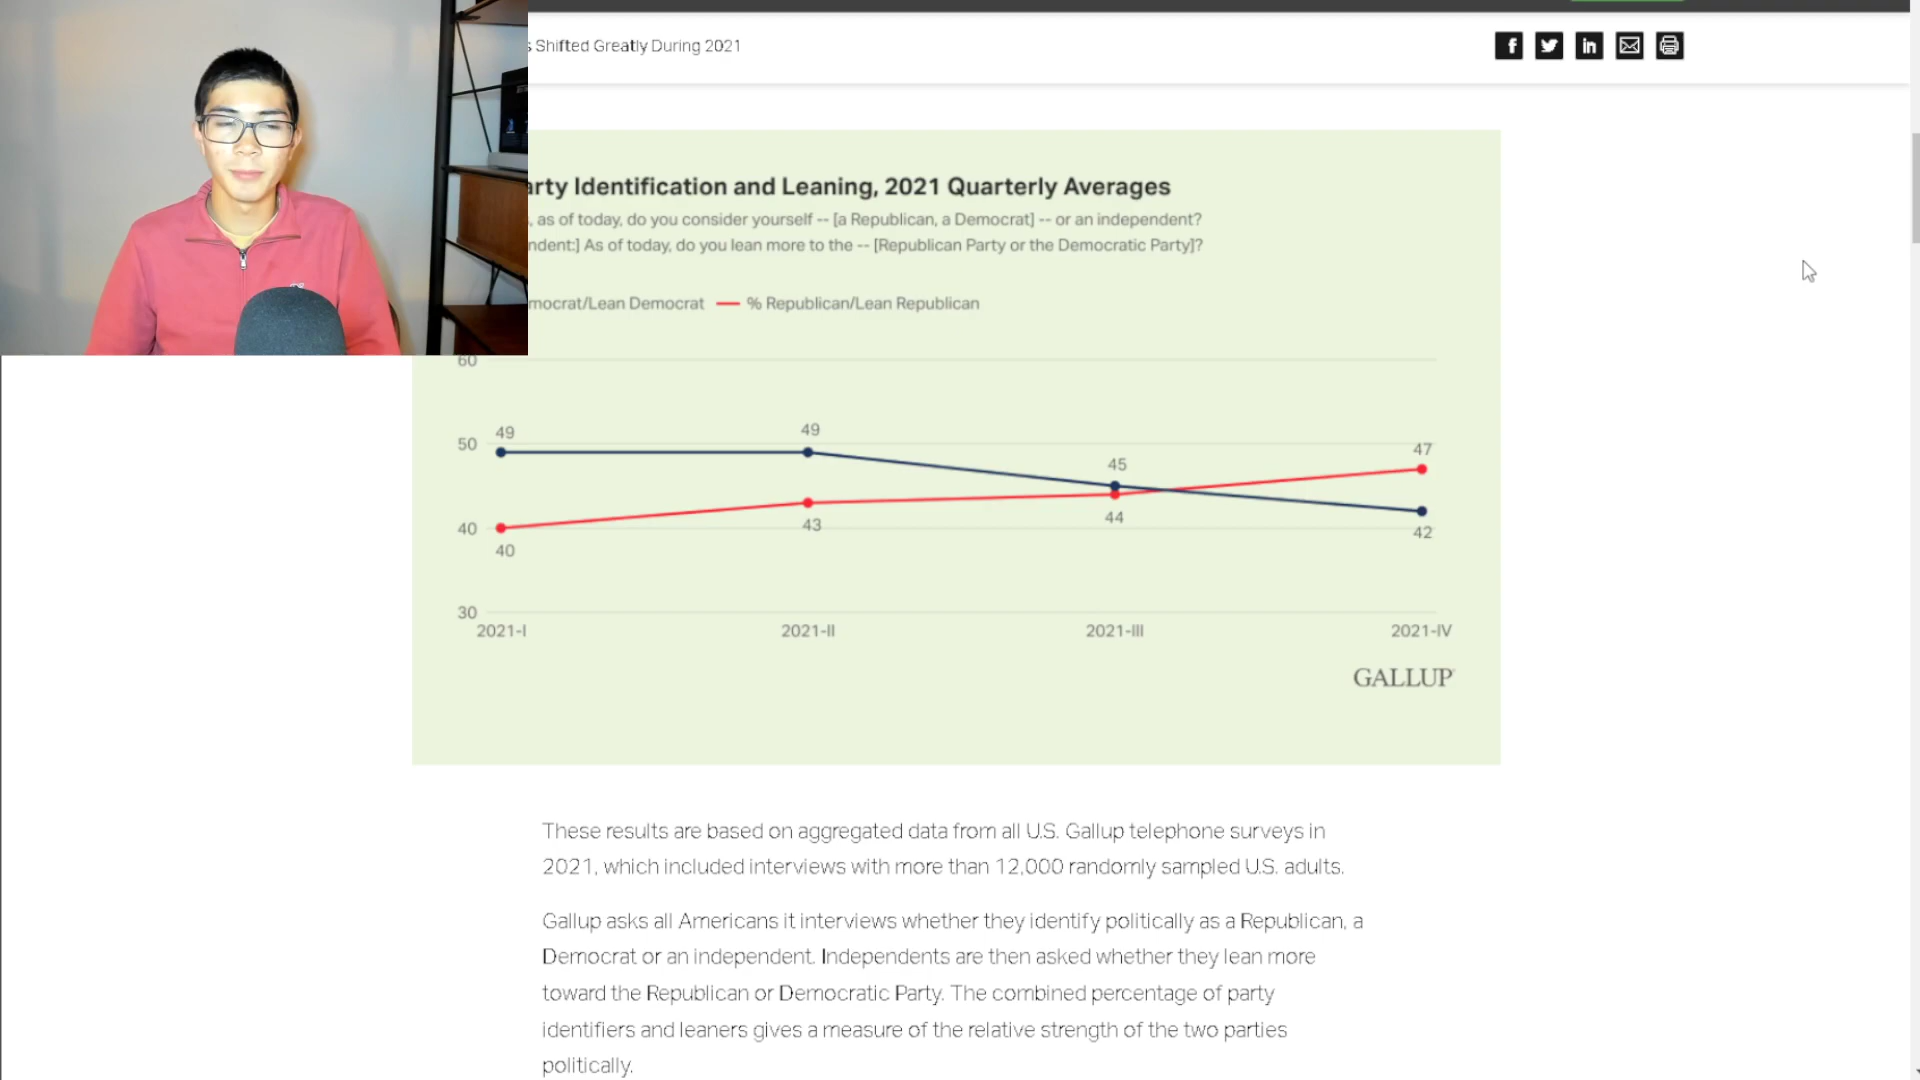 Shifted Greatly During 2021
arty Identification and Leaning, 2021 Quarterly Averages
, as of today, do you consider yourself -- [a Republican, a Democrat] -- or an independent?
ndent:] As of today, do you lean more to the -- [Republican Party or the Democratic Party]?
mocrat/Lean Democrat % Republican/Lean Republican
60
50
40
30
49 49 45 47
40 43 44 42
2021-I 2021-II 2021-III 2021-IV
GALLUP
These results are based on aggregated data from all U.S. Gallup telephone surveys in
2021, which included interviews with more than 12,000 randomly sampled U.S. adults.
Gallup asks all Americans it interviews whether they identify politically as a Republican, a
Democrat or an independent. Independents are then asked whether they lean more
toward the Republican or Democratic Party. The combined percentage of party
identifiers and leaners gives a measure of the relative strength of the two parties
politically.